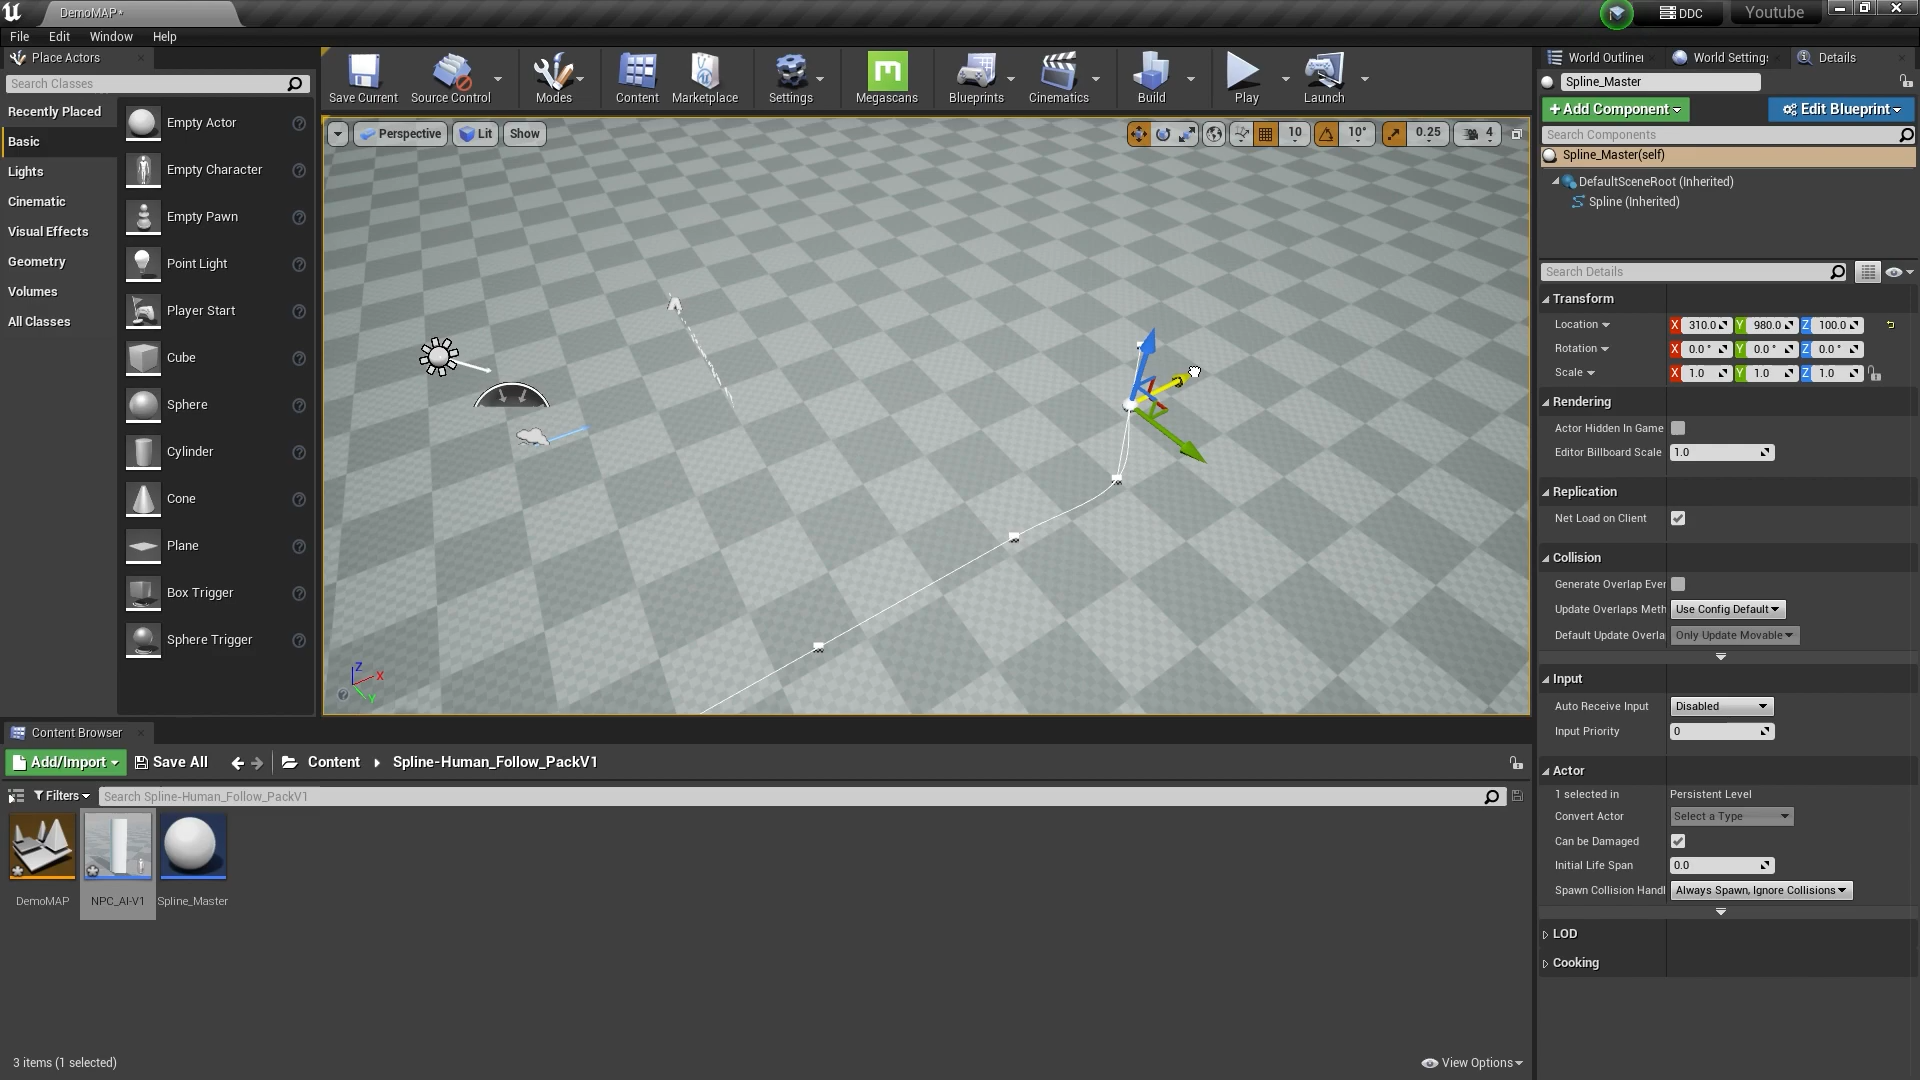 DemoMAP*
DDC
Youtube
File Edit Window Help
Place Actors
Search Classes
Recently Placed
Basic
Lights
Cinematic
Visual Effects
Geometry
Volumes
All Classes
Empty Actor
Empty Character
Empty Pawn
Point Light
Player Start
Cube
Sphere
Cylinder
Cone
Plane
Box Trigger
Sphere Trigger
Save Current Source Control Modes Content Marketplace Settings Megascans Blueprints Cinematics Build Play Launch
Perspective Lit Show
10 10° 0.25 4
Z X Y
World Outliner World Settings Details
Spline_Master
+Add Component Edit Blueprint
Search Components
Spline_Master(self)
DefaultSceneRoot (Inherited)
Spline (Inherited)
Search Details
Transform
Location X 310.0 Y 980.0 Z 100.0
Rotation X 0.0 ° Y 0.0 ° Z 0.0 °
Scale X 1.0 Y 1.0 Z 1.0
Rendering
Actor Hidden In Game
Editor Billboard Scale 1.0
Replication
Net Load on Client
Collision
Generate Overlap Ever
Update Overlaps Meth Use Config Default
Default Update Overla Only Update Movable
Input
Auto Receive Input Disabled
Input Priority 0
Actor
1 selected in Persistent Level
Convert Actor Select a Type
Can be Damaged
Initial Life Span 0.0
Spawn Collision Handl Always Spawn, Ignore Collisions
LOD
Cooking
Content Browser
Add/Import Save All Content Spline-Human_Follow_PackV1
Filters Search Spline-Human_Follow_PackV1
DemoMAP NPC_AI-V1 Spline_Master
3 items (1 selected)
View Options